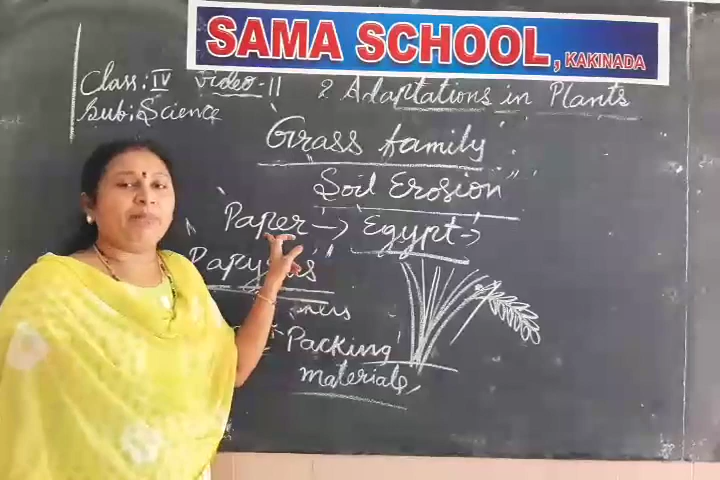 SAMA SCHOOL, KAKINADA
Class: IV Video-11 2 Adaptations in Plants
Sub: Science
Grass family
Soil Erosion
Paper → Egypt →
Packing
materials